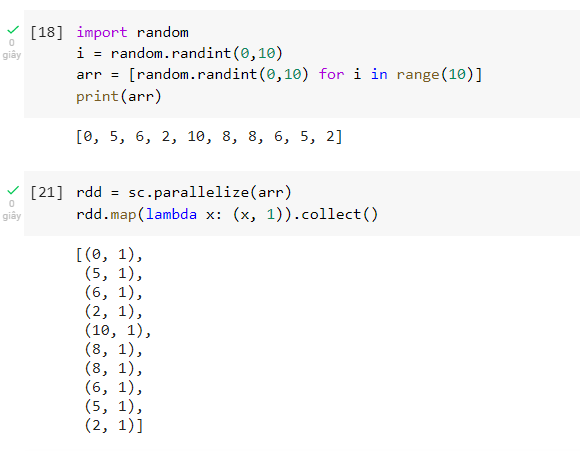 [18] import random
0
giây
i = random.randint(0,10)
arr = [random.randint(0,10) for i in range(10)]
print(arr)
[0, 5, 6, 2, 10, 8, 8, 6, 5, 2]
[21] rdd = sc.parallelize(arr)
0
giây
rdd.map(lambda x: (x, 1)).collect()
[(0, 1),
(5, 1),
(6, 1),
(2, 1),
(10, 1),
(8, 1),
(8, 1),
(6, 1),
(5, 1),
(2, 1)]